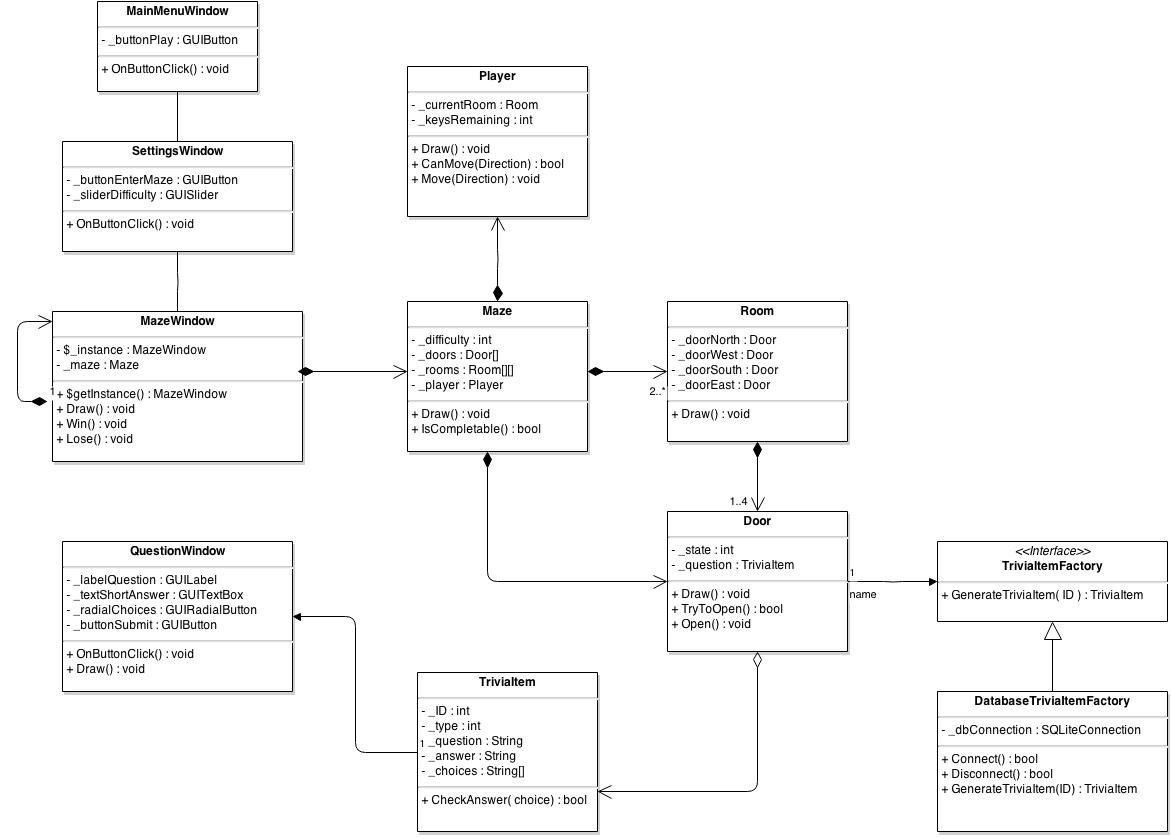 MainMenuWindow
- _buttonPlay : GUIButton
+ OnButtonClick() : void
SettingsWindow
- _buttonEnterMaze : GUIButton
- _sliderDifficulty : GUISlider
+ OnButtonClick() : void
Player
- _currentRoom : Room
- _keysRemaining : int
+ Draw() : void
+ CanMove(Direction) : bool
+ Move(Direction) : void
MazeWindow
- $_instance : MazeWindow
- _maze : Maze
1
+ $getInstance() : MazeWindow
+ Draw() : void
+ Win() : void
+ Lose() : void
Maze
- _difficulty : int
- _doors : Door[]
- _rooms : Room[][]
- _player : Player
+ Draw() : void
+ IsCompletable() : bool
2..*
Room
- _doorNorth : Door
- _doorWest : Door
- _doorSouth : Door
- _doorEast : Door
+ Draw() : void
1..4
Door
- _state : int
- _question : TriviaItem
+ Draw() : void
+ TryToOpen() : bool
+ Open() : void
1
name
<<Interface>>
TriviaItemFactory
+ GenerateTriviaItem( ID ) : TriviaItem
QuestionWindow
- _labelQuestion : GUILabel
- _textShortAnswer : GUITextBox
- _radialChoices : GUIRadialButton
- _buttonSubmit : GUIButton
+ OnButtonClick() : void
+ Draw() : void
TriviaItem
- _ID : int
- _type : int
1
- _question : String
- _answer : String
- _choices : String[]
+ CheckAnswer( choice) : bool
DatabaseTriviaItemFactory
- _dbConnection : SQLiteConnection
+ Connect() : bool
+ Disconnect() : bool
+ GenerateTriviaItem(ID) : TriviaItem